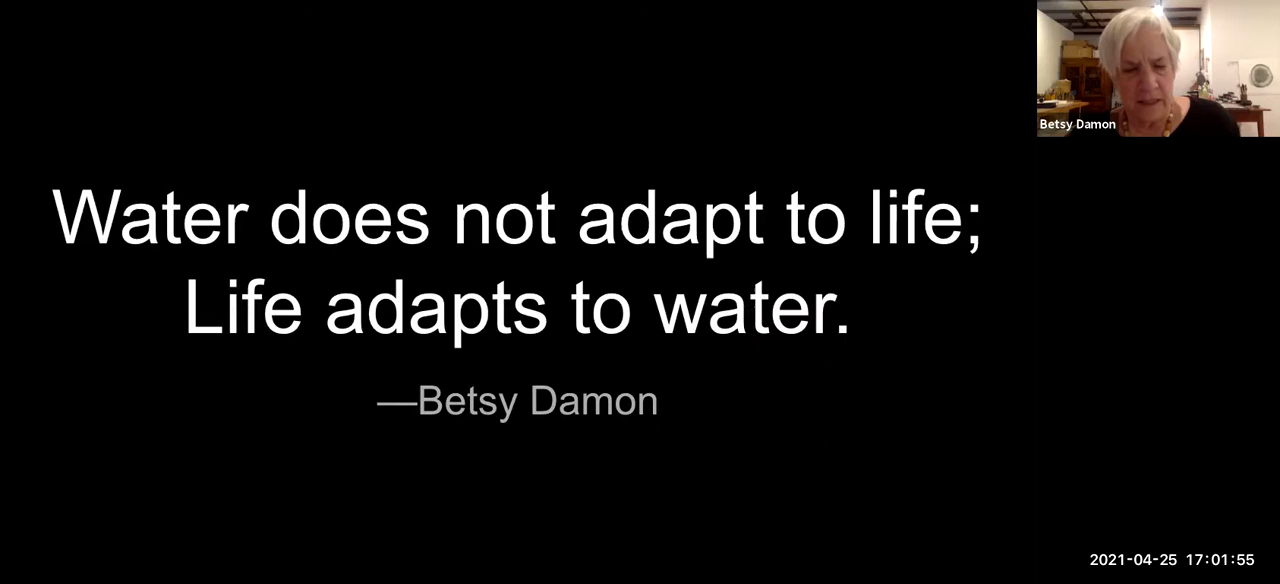 Betsy Damon
Water does not adapt to life;
Life adapts to water.
—Betsy Damon
2021-04-25 17:01:55